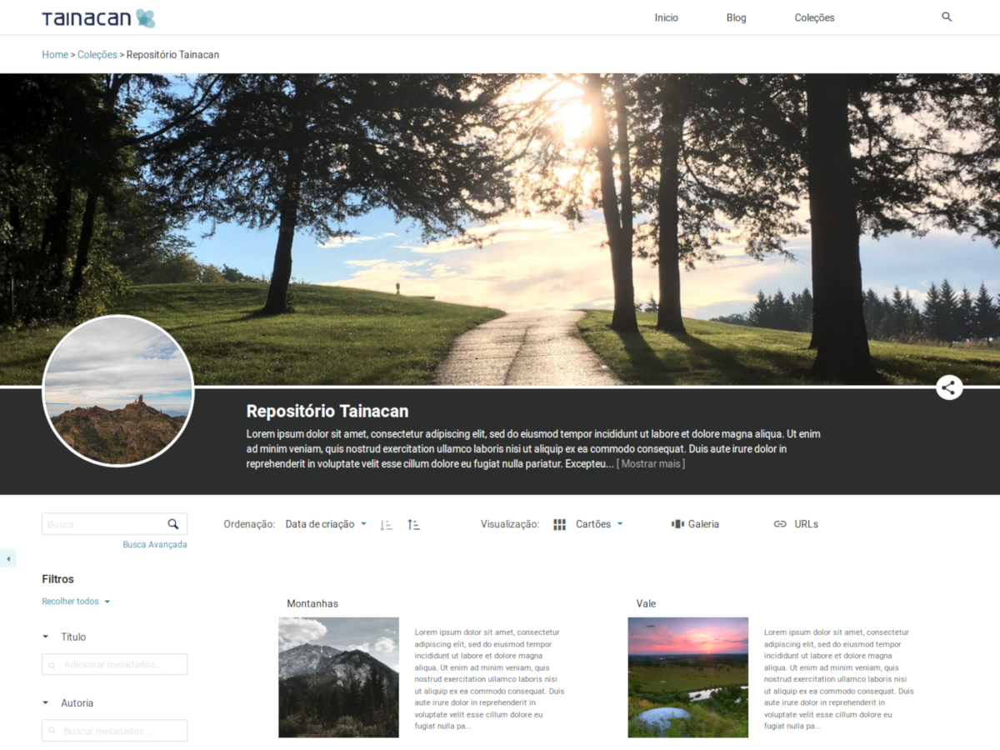 Tainacan
Inicio
Blog
Coleções
Home > Coleções > Repositório Tainacan
Repositório Tainacan
Lorem ipsum dolor sit amet, consectetur adipiscing elit, sed do eiusmod tempor incididunt ut labore et dolore magna aliqua. Ut enim
ad minim veniam, quis nostrud exercitation ullamco laboris nisi ut aliquip ex ea commodo consequat. Duis aute irure dolor in
reprehenderit in voluptate velit esse cillum dolore eu fugiat nulla pariatur. Excepteu... [ Mostrar mais ]
Busca
Busca Avançada
Ordenação: Data de criação
Visualização: Cartões
Galeria
URLs
Filtros
Recolher todos
Título
Adicionar metadados...
Autoria
Buscar metadados...
Montanhas
Lorem ipsum dolor sit amet, consectetur
adipiscing elit, sed do eiusmod tempor
incididunt ut labore et dolore magna
aliqua. Ut enim ad minim veniam, quis
nostrud exercitation ullamco laboris nisi
ut aliquip ex ea commodo consequat. Duis
aute irure dolor in reprehenderit in
voluptate velit esse cillum dolore eu
fugiat nulla pa...
Vale
Lorem ipsum dolor sit amet, consectetur
adipiscing elit, sed do eiusmod tempor
incididunt ut labore et dolore magna
aliqua. Ut enim ad minim veniam, quis
nostrud exercitation ullamco laboris nisi
ut aliquip ex ea commodo consequat. Duis
aute irure dolor in reprehenderit in
voluptate velit esse cillum dolore eu
fugiat nulla pa...